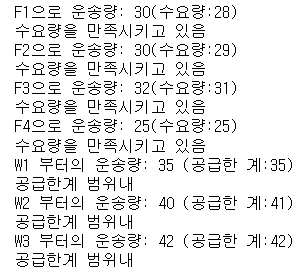 F1으로 운송량: 30(수요량:28)
수요량을 만족시키고 있음
F2으로 운송량: 30(수요량:29)
수요량을 만족시키고 있음
F3으로 운송량: 32(수요량:31)
수요량을 만족시키고 있음
F4으로 운송량: 25(수요량:25)
수요량을 만족시키고 있음
W1 부터의 운송량: 35 (공급한 계:35)
공급한계 범위내
W2 부터의 운송량: 40 (공급한 계:41)
공급한계 범위내
W3 부터의 운송량: 42 (공급한 계:42)
공급한계 범위내